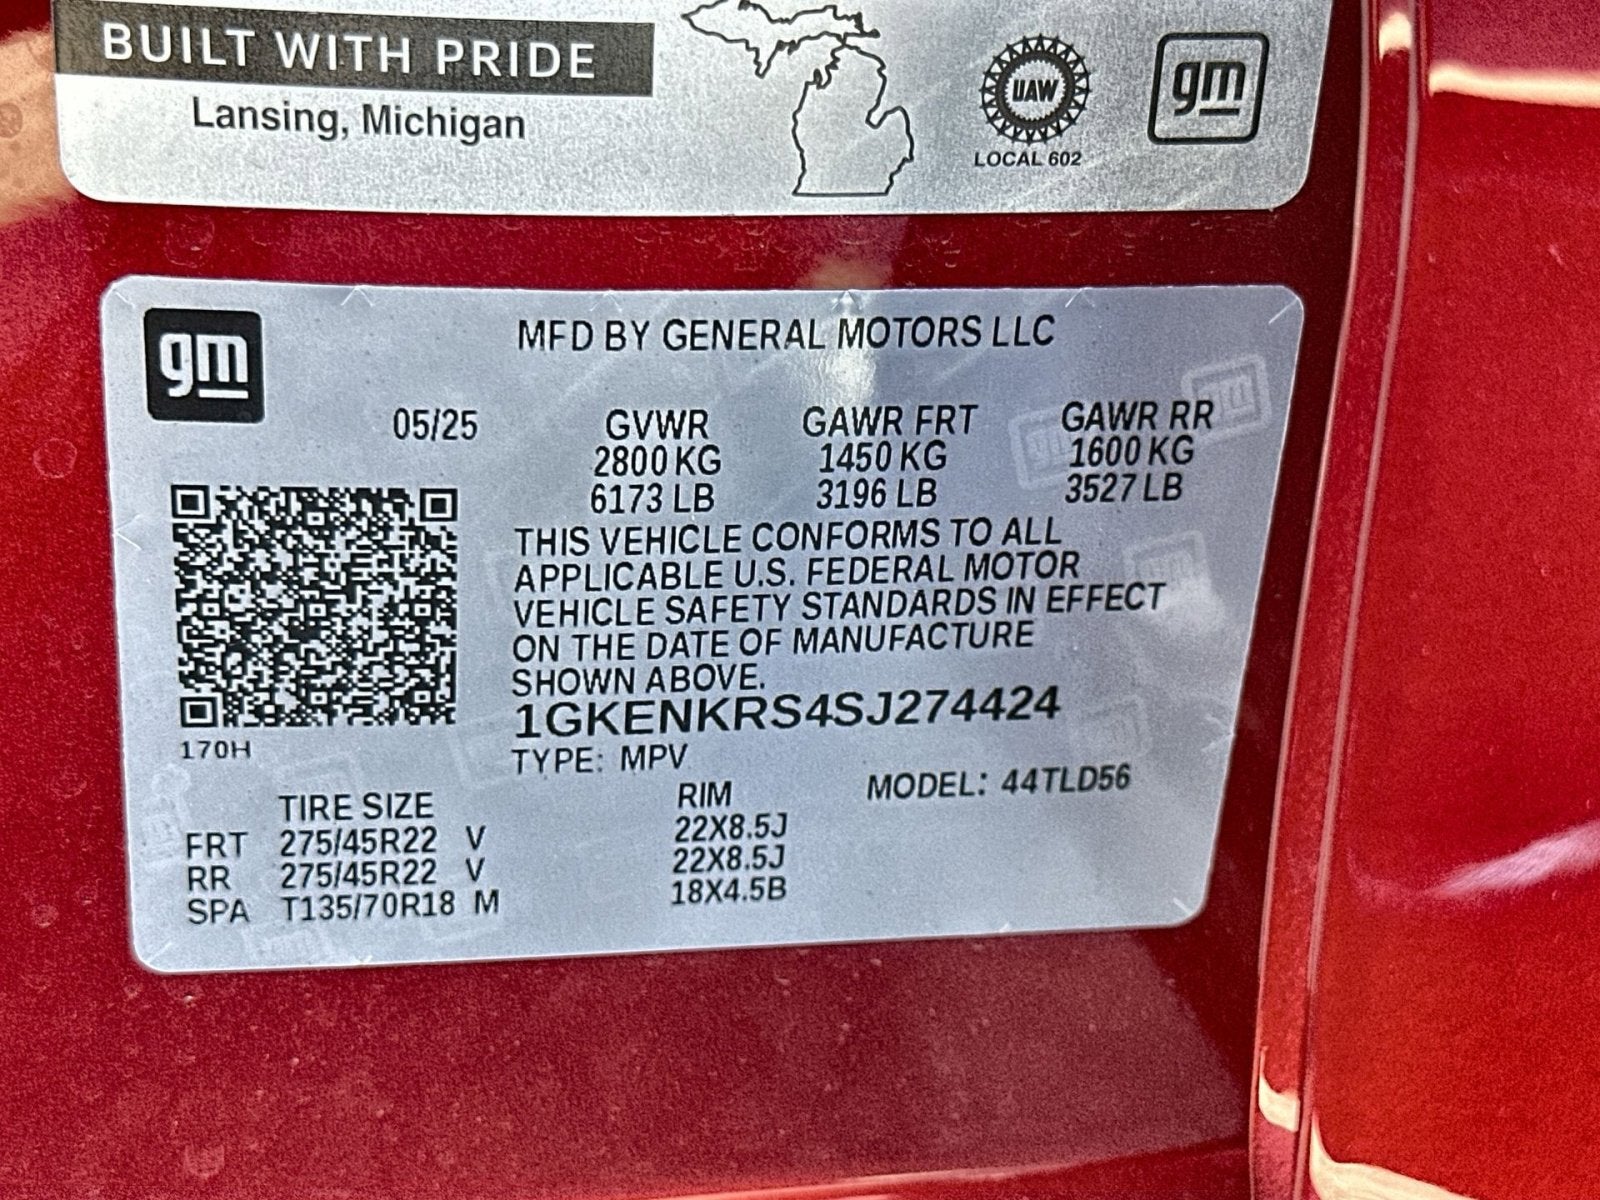 BUILT WITH PRIDE
Lansing, Michigan
UAW
LOCAL 602
gm
gm
MFD BY GENERAL MOTORS LLC
05/25 GVWR GAWR FRT GAWR RR
2800 KG 1450 KG 1600 KG
6173 LB 3196 LB 3527 LB
THIS VEHICLE CONFORMS TO ALL
APPLICABLE U.S. FEDERAL MOTOR
VEHICLE SAFETY STANDARDS IN EFFECT
ON THE DATE OF MANUFACTURE
SHOWN ABOVE.
1GKENKRS4SJ274424
170H
TYPE: MPV
MODEL: 44TLD56
TIRE SIZE RIM
FRT 275/45R22 V 22X8.5J
RR 275/45R22 V 22X8.5J
SPA T135/70R18 M 18X4.5B